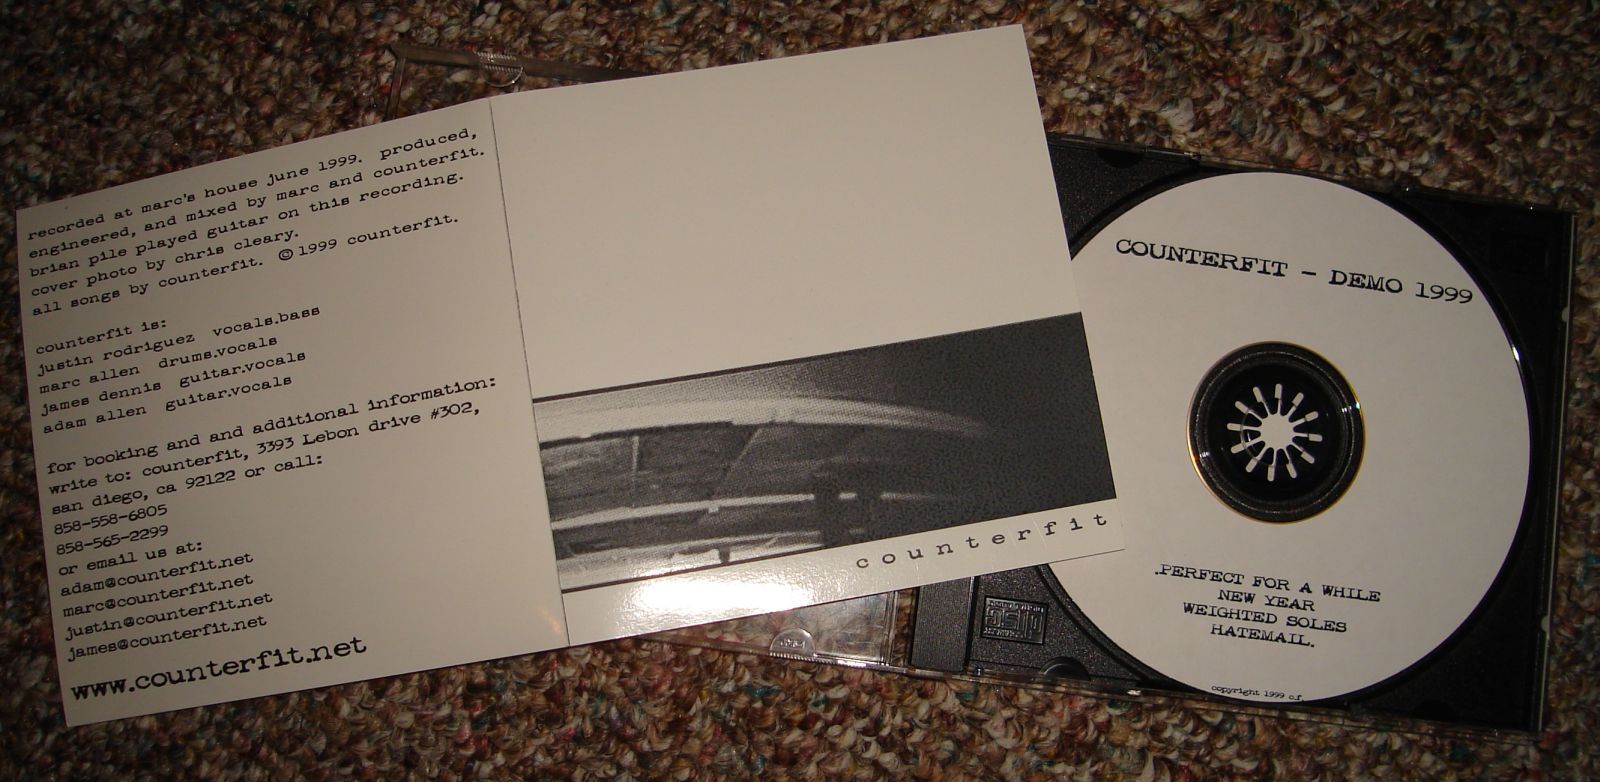 recorded at marc's house june 1999. produced,
engineered, and mixed by marc and counterfit.
brian pile played guitar on this recording.
cover photo by chris cleary.
all songs by counterfit. ©1999 counterfit.
counterfit is:
justin rodriguez vocals.bass
marc allen drums.vocals
james dennis guitar.vocals
adam allen guitar.vocals
for booking and and additional information:
write to: counterfit, 3393 Lebon drive #302,
san diego, ca 92122 or call:
858-558-6805
858-565-2299
or email us at:
adam@counterfit.net
marc@counterfit.net
justin@counterfit.net
james@counterfit.net
www.counterfit.net
counterfit
COUNTERFIT - DEMO 1999
.PERFECT FOR A WHILE
NEW YEAR
WEIGHTED SOLES
HATEMAIL.
copyright 1999 c.f.
disc